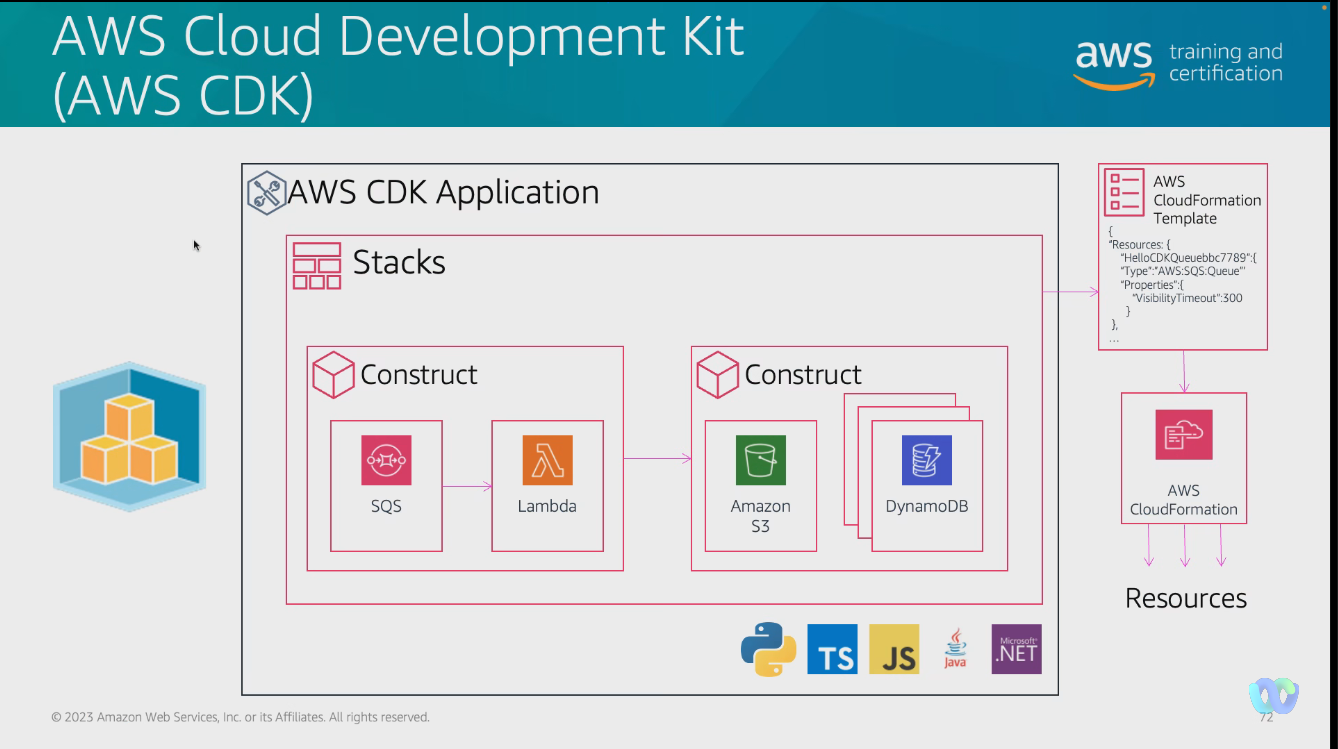 AWS Cloud Development Kit
(AWS CDK)
aws training and
certification
AWS CDK Application
Stacks
Construct
SQS
Lambda
Construct
Amazon
S3
DynamoDB
TS
JS
Java
Microsoft
.NET
AWS
CloudFormation
Template
{
"Resources: {
"HelloCDKQueuebbc7789":{
"Type":"AWS:SQS:Queue"'
"Properties":{
"VisibilityTimeout":300
}
},
...
AWS
CloudFormation
Resources
© 2023 Amazon Web Services, Inc. or its Affiliates. All rights reserved.
72